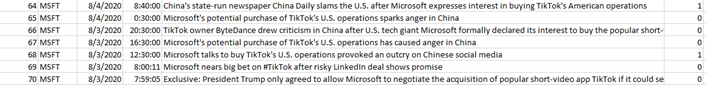 64 MSFT 8/4/2020 8:40:00 China's state-run newspaper China Daily slams the U.S. after Microsoft expresses interest in buying TikTok's American operations 1
65 MSFT 8/4/2020 0:30:00 Microsoft's potential purchase of TikTok's U.S. operations sparks anger in China 0
66 MSFT 8/3/2020 20:30:00 TikTok owner ByteDance drew criticism in China after U.S. tech giant Microsoft formally declared its interest to buy the popular short- 0
67 MSFT 8/3/2020 16:30:00 Microsoft's potential purchase of TikTok's U.S. operations has caused anger in China 0
68 MSFT 8/3/2020 12:30:00 Microsoft talks to buy TikTok's U.S. operations provoked an outcry on Chinese social media 1
69 MSFT 8/3/2020 8:00:11 Microsoft nears big bet on #TikTok after risky LinkedIn deal shows promise 0
70 MSFT 8/3/2020 7:59:05 Exclusive: President Trump only agreed to allow Microsoft to negotiate the acquisition of popular short-video app TikTok if it could se 0